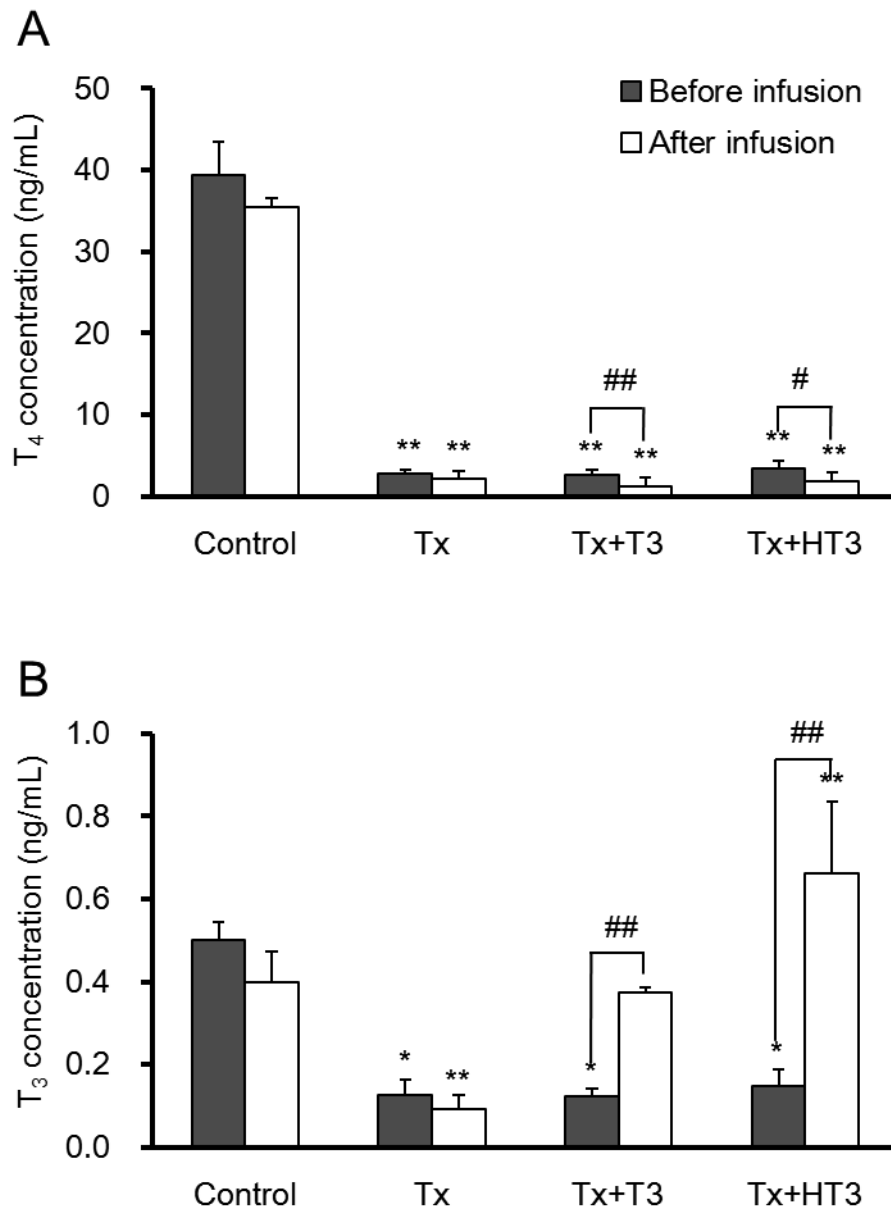 A
50
40
30
20
10
0
T4 concentration (ng/mL)
Before infusion
After infusion
** ** ** ** ** **
## #
Control Tx Tx+T3 Tx+HT3
B
1.0
0.8
0.6
0.4
0.2
0.0
T3 concentration (ng/mL)
##
**
##
* ** * *
Control Tx Tx+T3 Tx+HT3